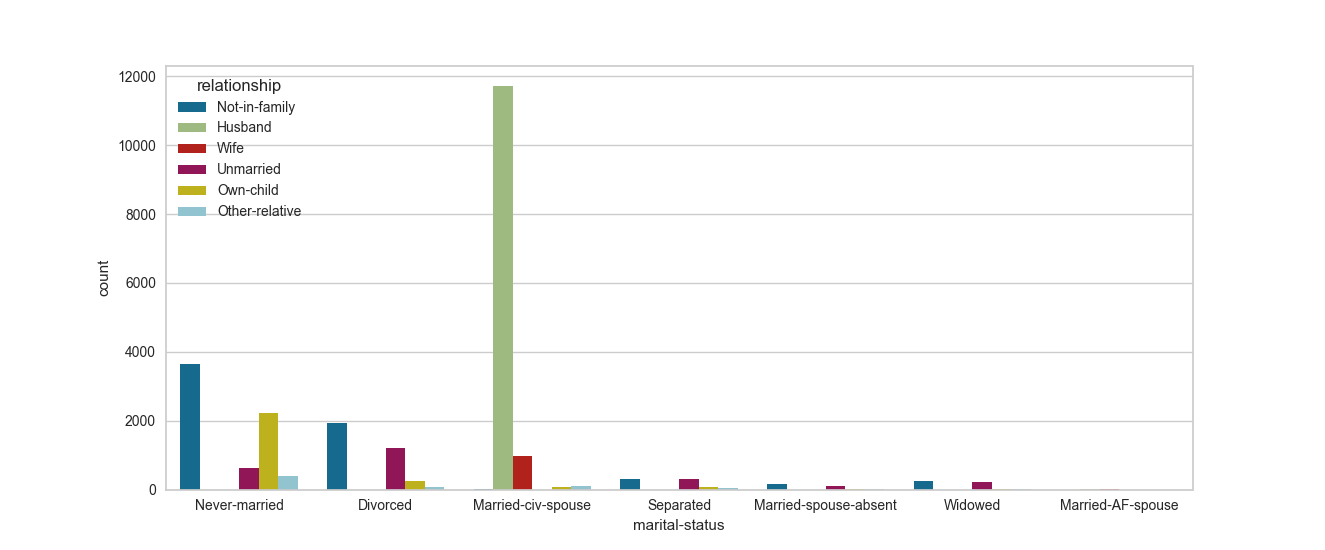 relationship
Not-in-family
Husband
Wife
Unmarried
Own-child
Other-relative
12000
10000
8000
6000
4000
2000
0
count
Never-married Divorced Married-civ-spouse Separated Married-spouse-absent Widowed Married-AF-spouse
marital-status